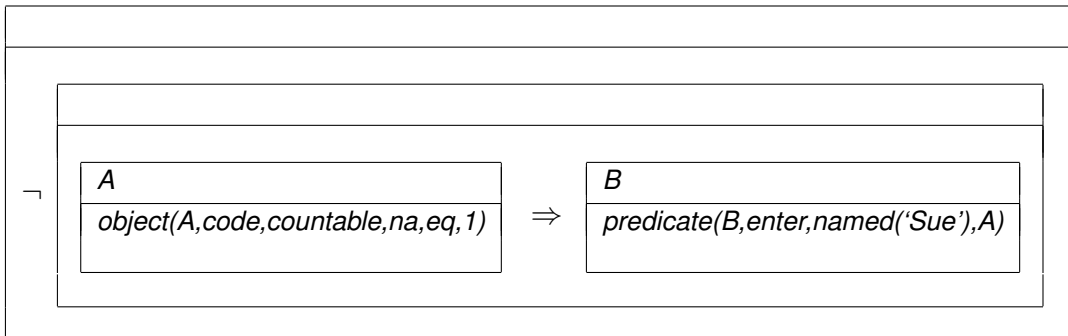 A B
¬ object(A,code,countable,na,eq,1) ⇒ predicate(B,enter,named(‘Sue’),A)